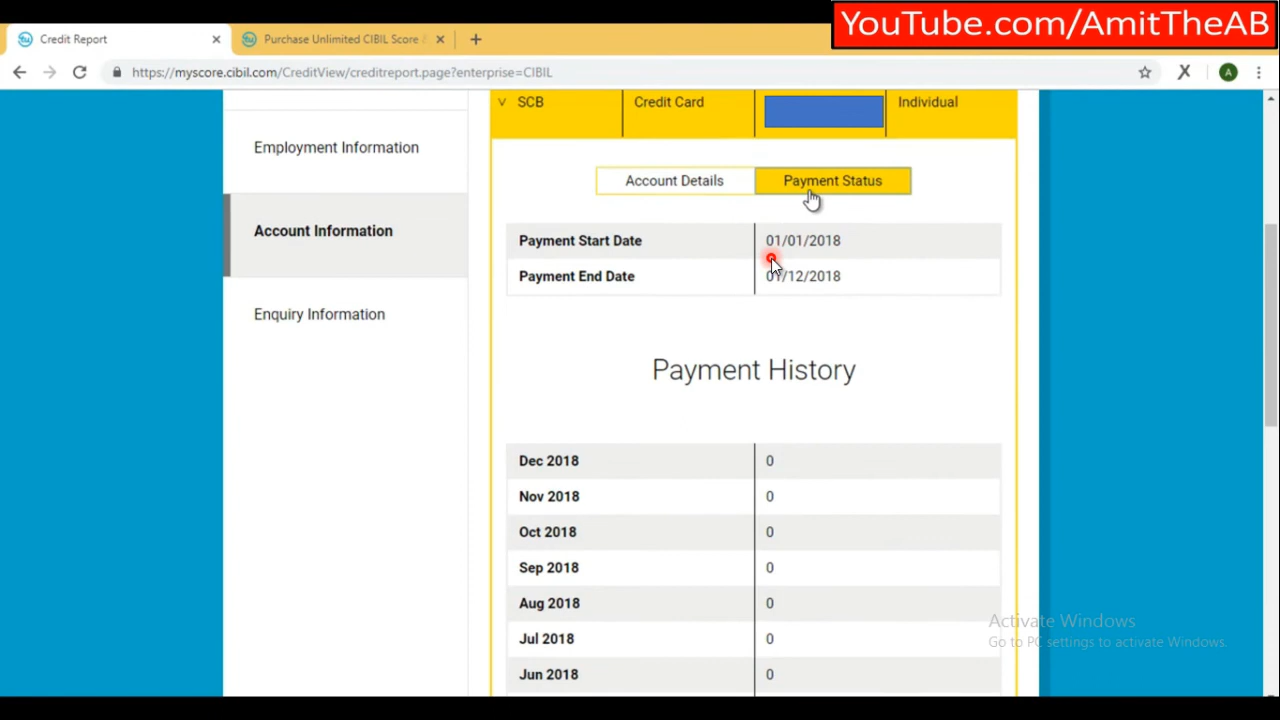 YouTube.com/AmitTheAB
Credit Report
Purchase Unlimited CIBIL Score
https://myscore.cibil.com/CreditView/creditreport.page?enterprise=CIBIL
A
SCB Credit Card Individual
Employment Information
Account Details Payment Status
Account Information
Payment Start Date 01/01/2018
Payment End Date 01/12/2018
Enquiry Information
Payment History
Dec 2018 0
Nov 2018 0
Oct 2018 0
Sep 2018 0
Aug 2018 0
Jul 2018 0
Jun 2018 0
Activate Windows
Go to PC settings to activate Windows.